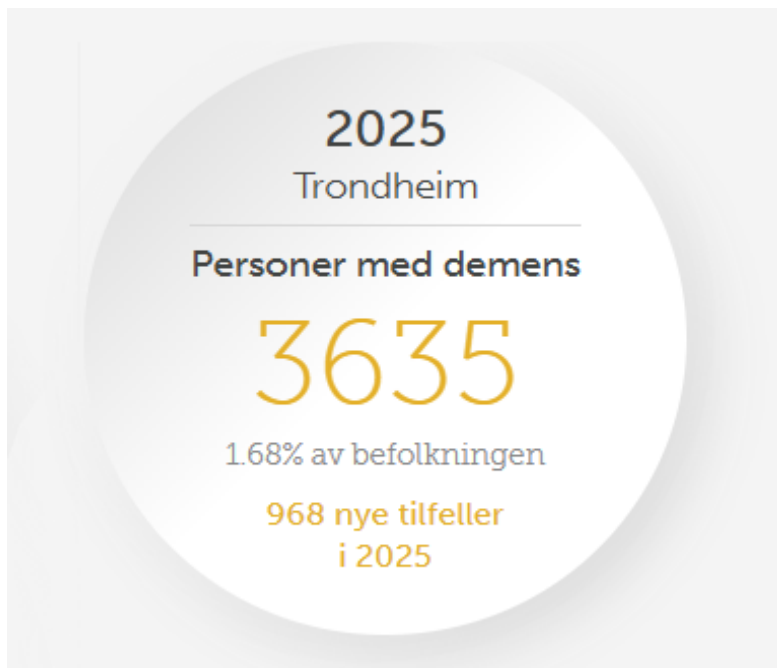 2025
Trondheim
Personer med demens
3635
1.68% av befolkningen
968 nye tilfeller
i 2025